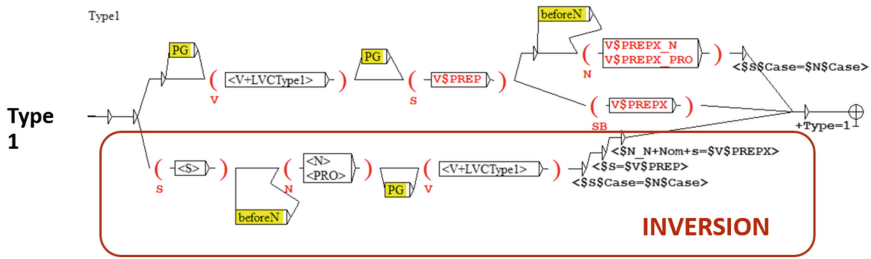 Type1
beforeN
PG
PG
( <V+LVCType1> )
V
( V$PREP )
S
( V$PREPX_N
V$PREPX_PRO )
N
<$S$Case=$N$Case>
( V$PREPX )
SB
Type
1
+Type=1
<$N_N+Nom+s=$V$PREPX>
<$S=$V$PREP>
<$S$Case=$N$Case>
( <S> )
S
( <N>
<PRO> )
N
( <V+LVCType1> )
V
PG
beforeN
INVERSION